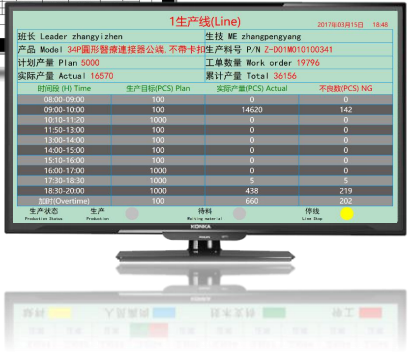 1生产线(Line)
2017年03月15日 18:48
班长 Leader zhangyizhen 生技 ME zhangpengyang
产品 Model 34P圆形醫療連接器公端.不帶卡扣 生产料号 P/N Z-D01M010100341
计划产量 Plan 5000 工单数量 Work order 19796
实际产量 Actual 16570 累计产量 Total 36156
时间段 (H) Time 生产目标(PCS) Plan 实际产量(PCS) Actual 不良数(PCS) NG
08:00-09:00 100 0 0
09:00-10:00 100 14620 142
10:10-11:20 1000 0 0
11:50-13:00 100 0 0
13:00-14:00 100 0 0
14:00-15:00 100 0 0
15:10-16:00 100 0 0
16:00-17:00 1000 0 0
17:30-18:30 1000 5 5
18:30-20:00 1000 438 219
加时(Overtime) 100 660 202
生产状态 生产 待料 停线
Production Status Production Waiting material Line Stop
KONKA